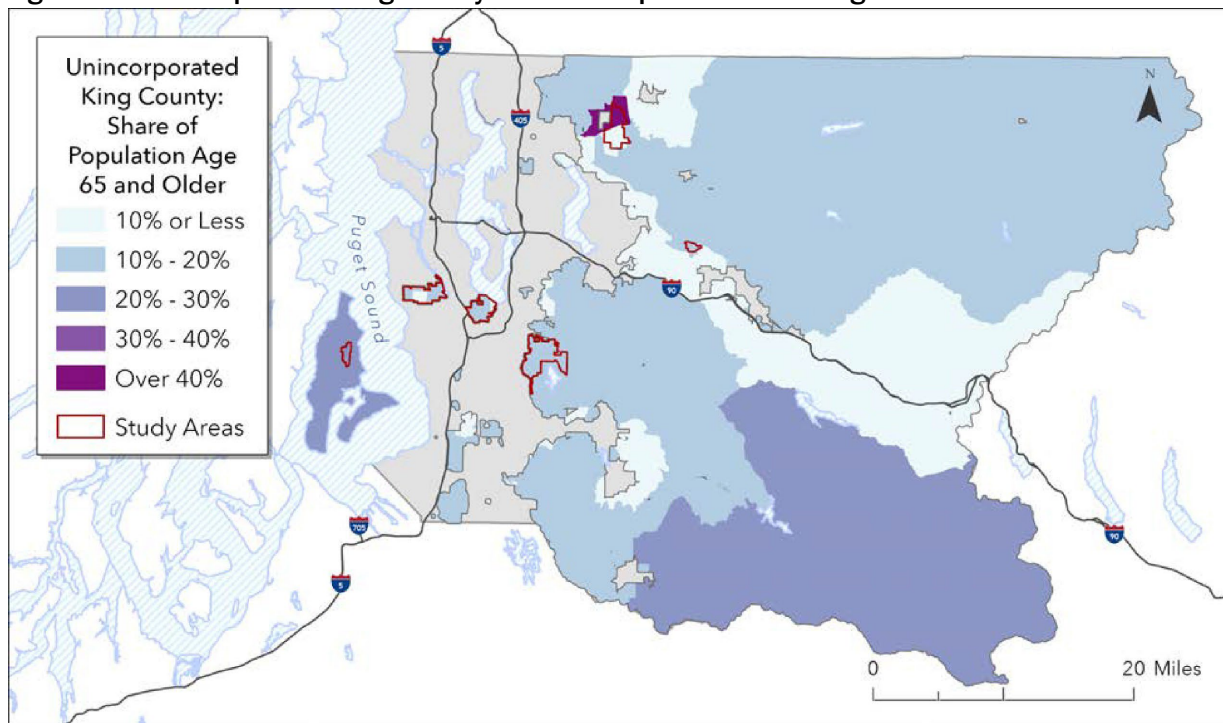 Unincorporated
King County:
Share of
Population Age
65 and Older
10% or Less
10% - 20%
20% - 30%
30% - 40%
Over 40%
Study Areas
Puget Sound
5
405
90
705
5
90
N
0
20 Miles